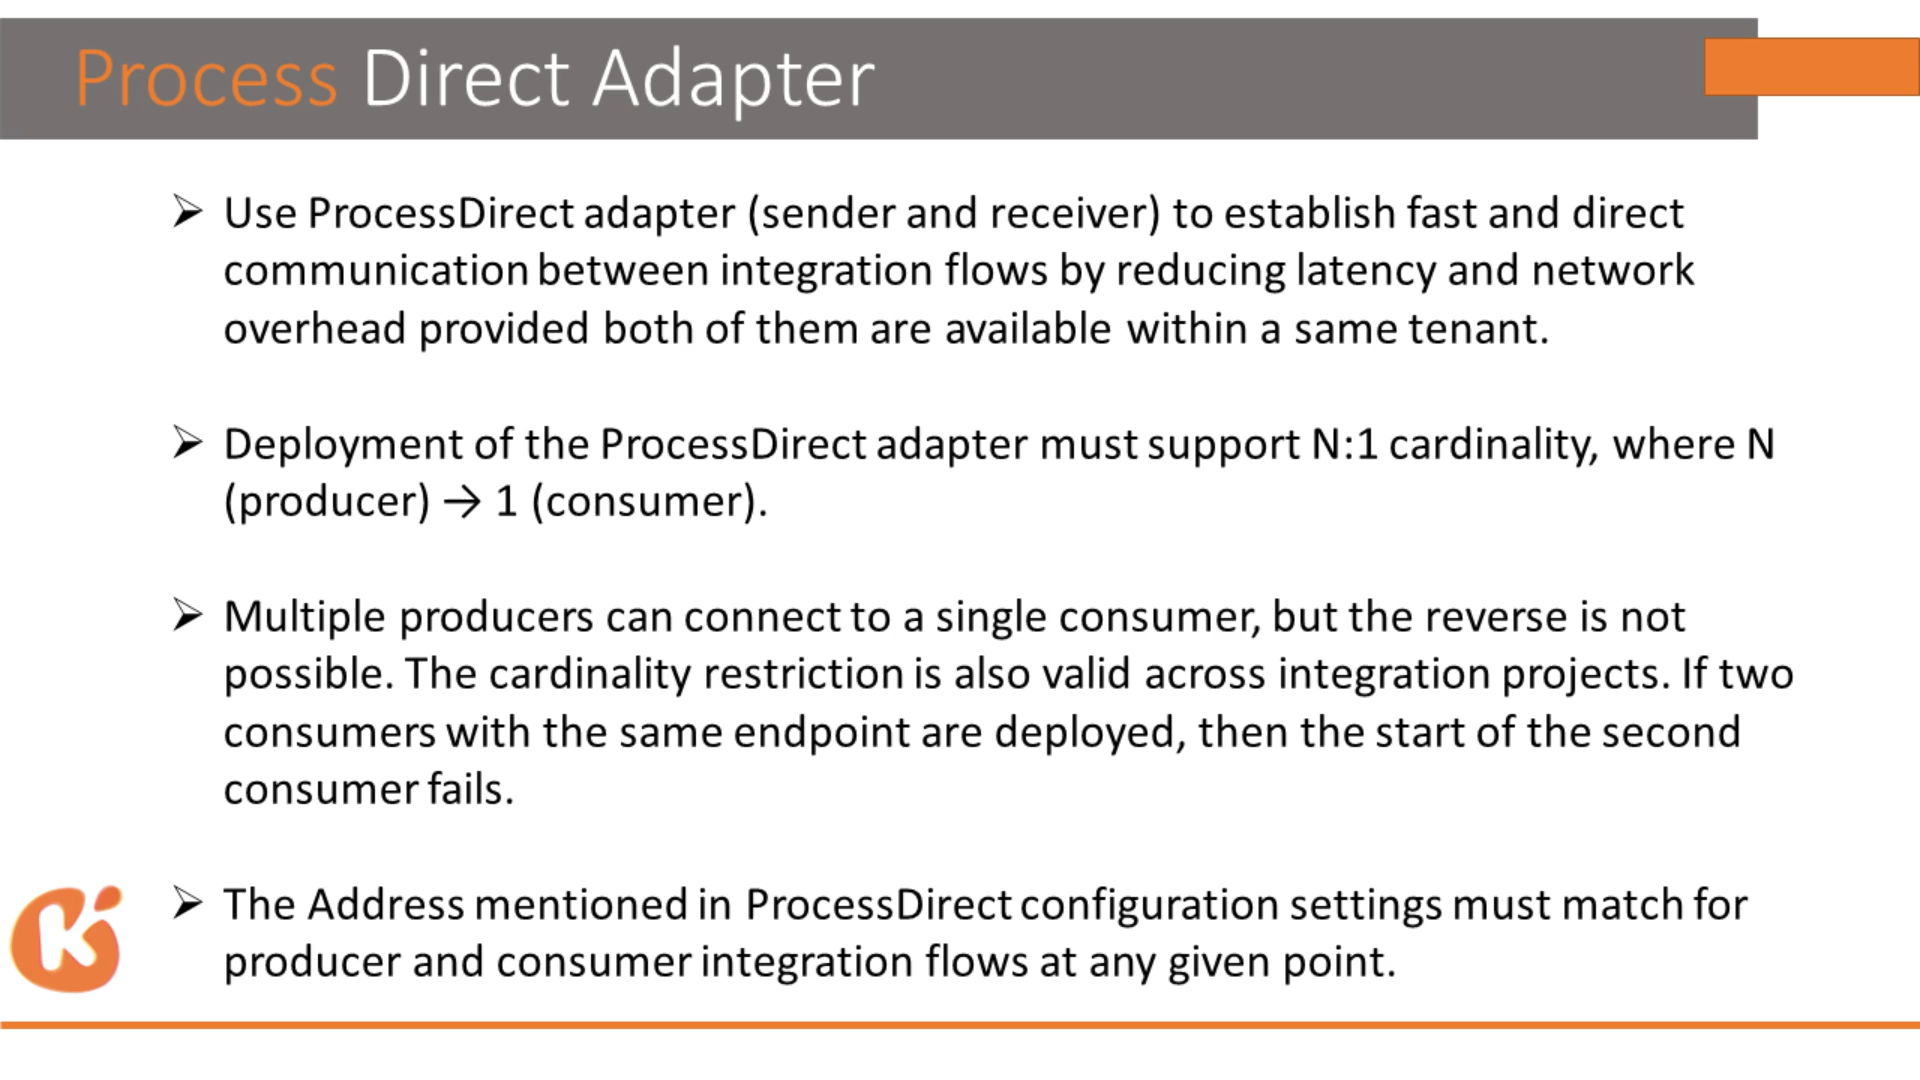 Process Direct Adapter
➢ Use ProcessDirect adapter (sender and receiver) to establish fast and direct
communication between integration flows by reducing latency and network
overhead provided both of them are available within a same tenant.
➢ Deployment of the ProcessDirect adapter must support N:1 cardinality, where N
(producer) → 1 (consumer).
➢ Multiple producers can connect to a single consumer, but the reverse is not
possible. The cardinality restriction is also valid across integration projects. If two
consumers with the same endpoint are deployed, then the start of the second
consumer fails.
➢ The Address mentioned in ProcessDirect configuration settings must match for
producer and consumer integration flows at any given point.
K